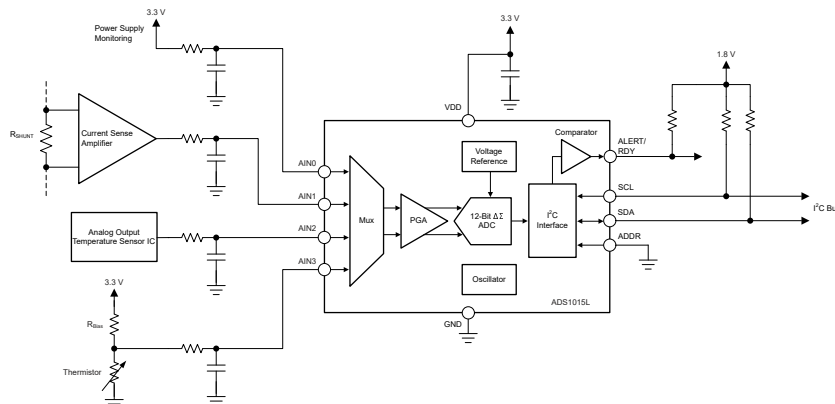 3.3 V
Power Supply
Monitoring
RSHUNT
Current Sense
Amplifier
Analog Output
Temperature Sensor IC
3.3 V
RBias
Thermistor
3.3 V
VDD
1.8 V
Comparator
ALERT/
RDY
Voltage
Reference
AIN0
AIN1
AIN2
AIN3
Mux
PGA
12-Bit ΔΣ
ADC
I²C
Interface
SCL
SDA
ADDR
I²C Bu
Oscillator
ADS1015L
GND